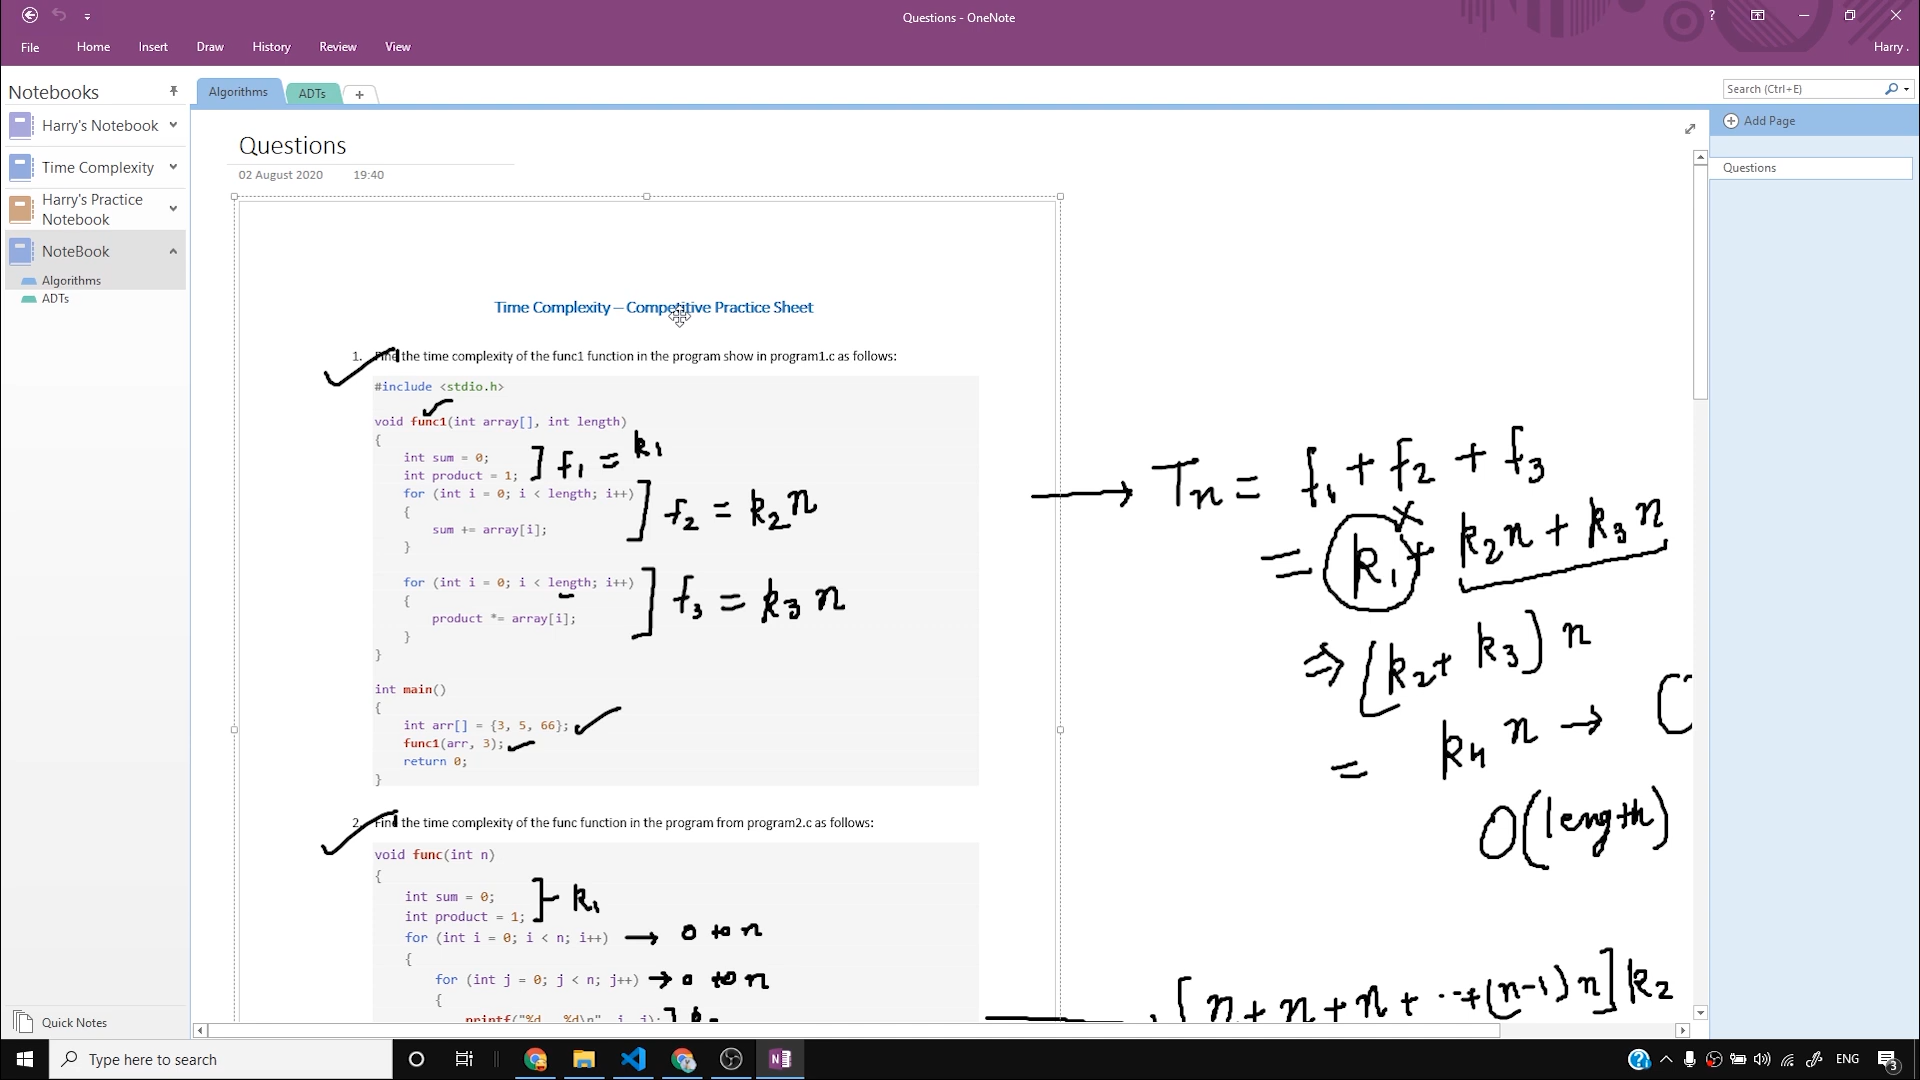 Questions - OneNote
?
File Home Insert Draw History Review View
Harry .
Notebooks
Algorithms ADTs +
Search (Ctrl+E)
Harry's Notebook
Time Complexity
Harry's Practice
Notebook
NoteBook
Algorithms
ADTs
Quick Notes
Add Page
Questions
Questions
02 August 2020 19:40
Time Complexity – Competitive Practice Sheet
1. Find the time complexity of the func1 function in the program show in program1.c as follows:
#include <stdio.h>
void func1(int array[], int length)
{
int sum = 0;
int product = 1; ] f₁ = k₁
for (int i = 0; i < length; i++)
{ ] f₂ = k₂n
sum += array[i];
}
for (int i = 0; i < length; i++)
{ ] f₃ = k₃n
product *= array[i];
}
}
int main()
{
int arr[] = {3, 5, 66};
func1(arr, 3);
return 0;
}
→ Tn = f₁ + f₂ + f₃
= k₁ + k₂n + k₃n
⇒ [k₂ + k₃) n
= k₄ n →
O(length)
2. Find the time complexity of the func function in the program from program2.c as follows:
void func(int n)
{
int sum = 0;
int product = 1; } k₁
for (int i = 0; i < n; i++) → 0 to n
{
for (int j = 0; j < n; j++) → 0 to n
{
printf("%d , %d\n", i, j);
[n + n + n + ··+(n-1) n] k₂
Type here to search
ENG
3